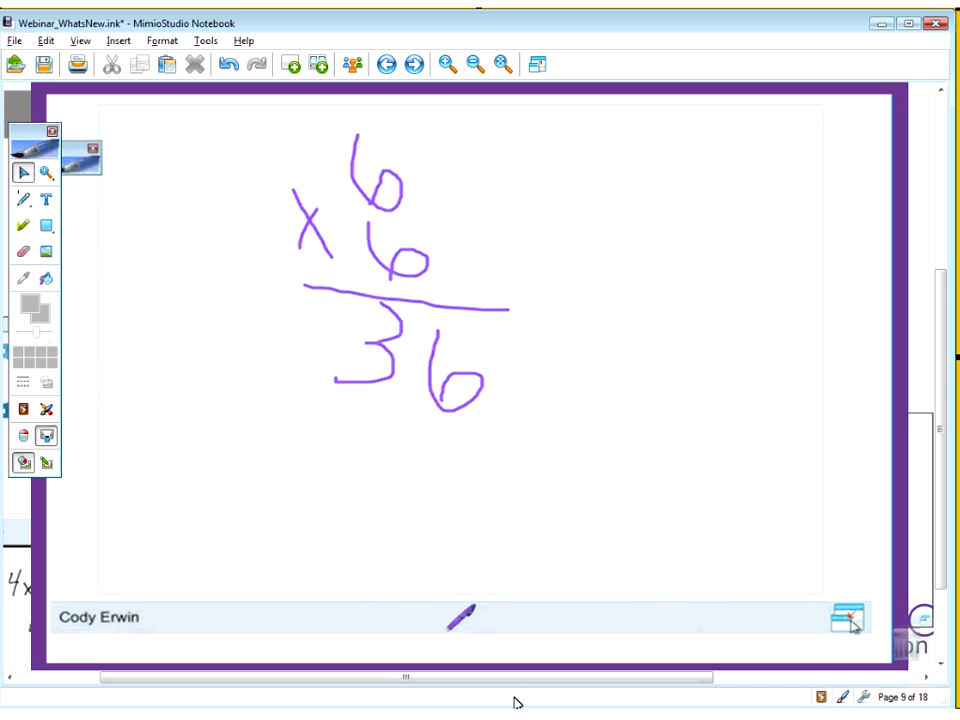 Webinar_WhatsNew.ink* - MimioStudio Notebook
File Edit View Insert Format Tools Help
6
x 6
36
4x
Cody Erwin
on
Page 9 of 18